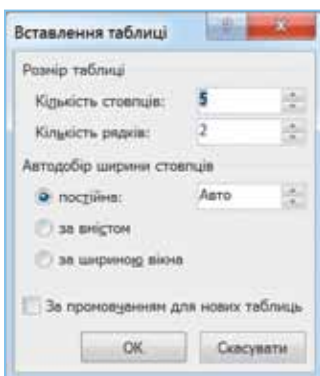 Вставлення таблиці
Розмір таблиці
Кількість стовпців: 5
Кількість рядків: 2
Автодобір ширини стовпців
постійна: Авто
за вмістом
за шириною вікна
За промовчанням для нових таблиць
ОК Скасувати